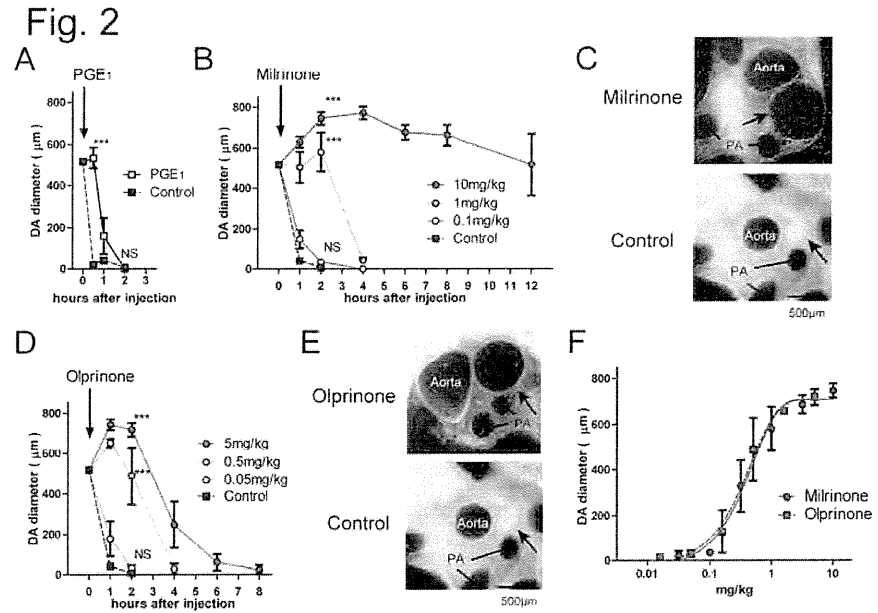 Fig. 2
A
PGE1
DA diameter ( μm)
800
600
400
200
0
***
PGE1
Control
NS
0 1 2 3
hours after injection
B
Milrinone
DA diameter ( μm)
800
600
400
200
0
***
***
10mg/kg
1mg/kg
0.1mg/kg
Control
NS
0 1 2 3 4 5 6 7 8 9 10 11 12
hours after injection
C
Milrinone
Aorta
PA
Control
Aorta
PA
500μm
D
Olprinone
DA diameter ( μm)
800
600
400
200
0
***
***
5mg/kg
0.5mg/kg
0.05mg/kg
Control
NS
0 1 2 3 4 5 6 7 8
hours after injection
E
Olprinone
Aorta
PA
Control
Aorta
PA
500μm
F
DA diameter ( μm)
800
600
400
200
0
Milrinone
Olprinone
0.01 0.1 1 10
mg/kg